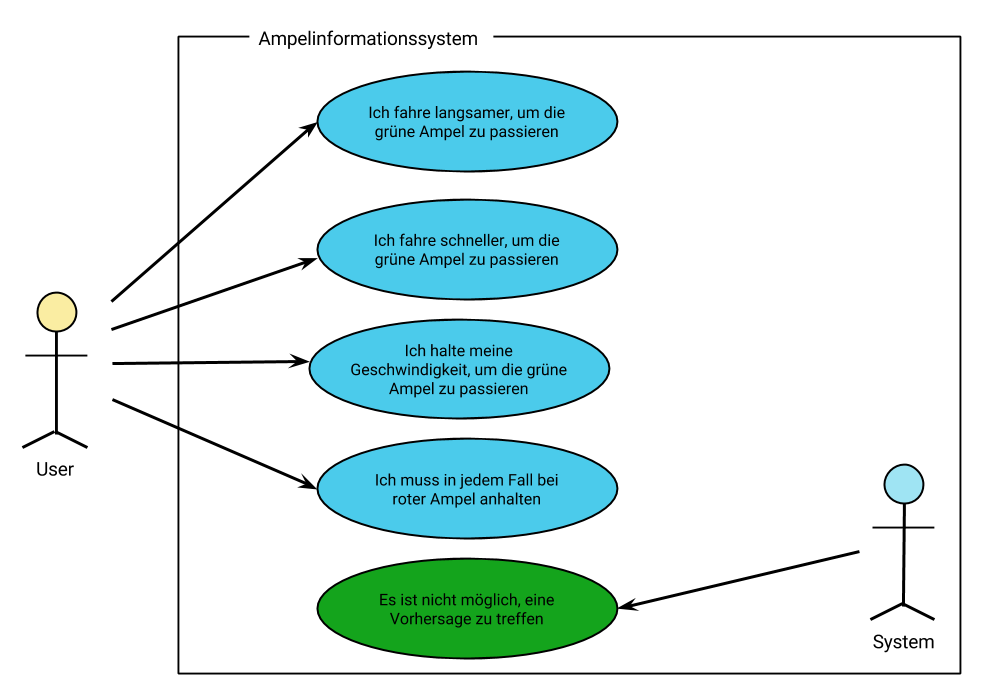 Ampelinformationssystem
Ich fahre langsamer, um die
grüne Ampel zu passieren
Ich fahre schneller, um die
grüne Ampel zu passieren
Ich halte meine
Geschwindigkeit, um die grüne
Ampel zu passieren
User
Ich muss in jedem Fall bei
roter Ampel anhalten
Es ist nicht möglich, eine
Vorhersage zu treffen
System